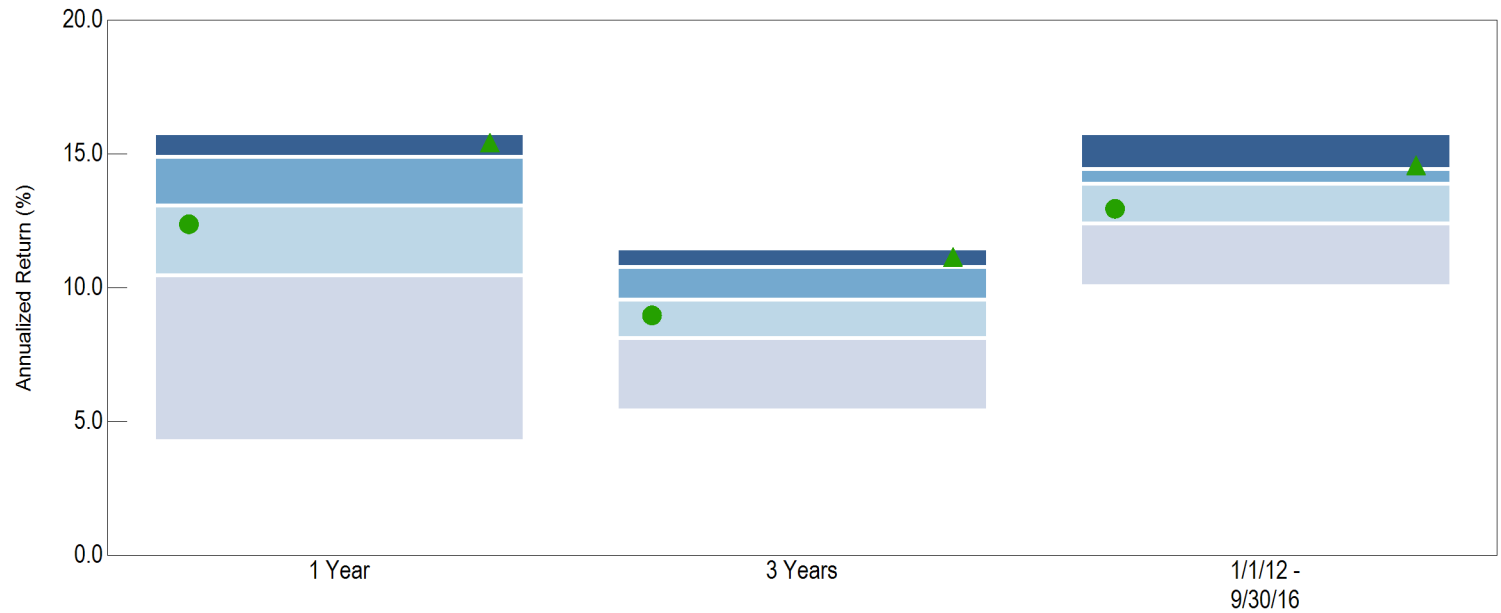 20.0
15.0
10.0
5.0
0.0
Annualized Return (%)
1 Year
3 Years
1/1/12 -
9/30/16